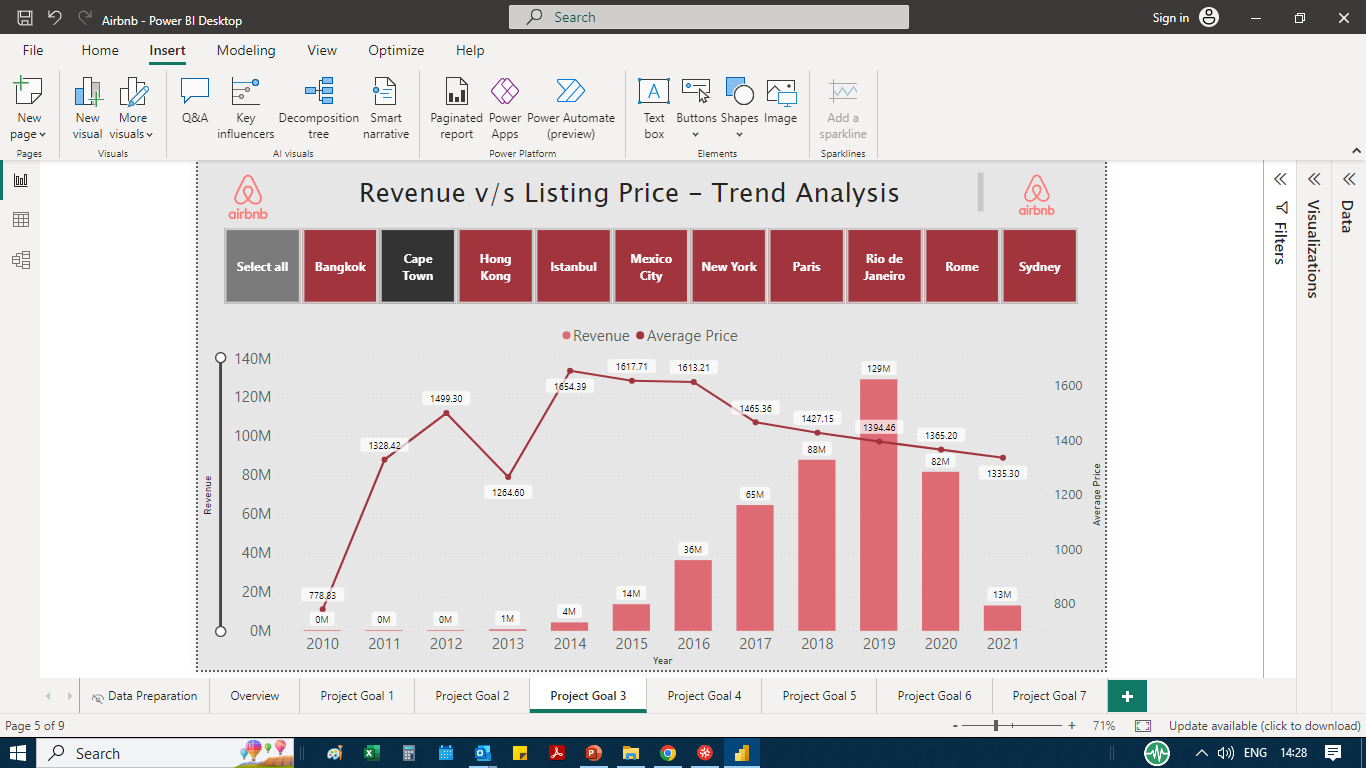 Airbnb - Power BI Desktop
Search
Sign in
File Home Insert Modeling View Optimize Help
New page
New visual
More visuals
Q&A
Key influencers
Decomposition tree
Smart narrative
Paginated report
Power Apps
Power Automate (preview)
A
Text box
Buttons
Shapes
Image
Add a sparkline
Pages Visuals AI visuals Power Platform Elements Sparklines
airbnb
Revenue v/s Listing Price – Trend Analysis
airbnb
Select all
Bangkok
Cape Town
Hong Kong
Istanbul
Mexico City
New York
Paris
Rio de Janeiro
Rome
Sydney
Revenue Average Price
Revenue
140M
120M
100M
80M
60M
40M
20M
0M
778.83
1328.42
1499.30
1264.60
1654.39
1617.71
1613.21
1465.36
1427.15
1394.46
1365.20
1335.30
0M
0M
0M
1M
4M
14M
36M
65M
88M
129M
82M
13M
1600
1400
1200
1000
800
Average Price
2010 2011 2012 2013 2014 2015 2016 2017 2018 2019 2020 2021
Year
Filters
Visualizations
Data
Data Preparation Overview Project Goal 1 Project Goal 2 Project Goal 3 Project Goal 4 Project Goal 5 Project Goal 6 Project Goal 7 +
Page 5 of 9
- + 71%
Update available (click to download)
Search
ENG 14:28